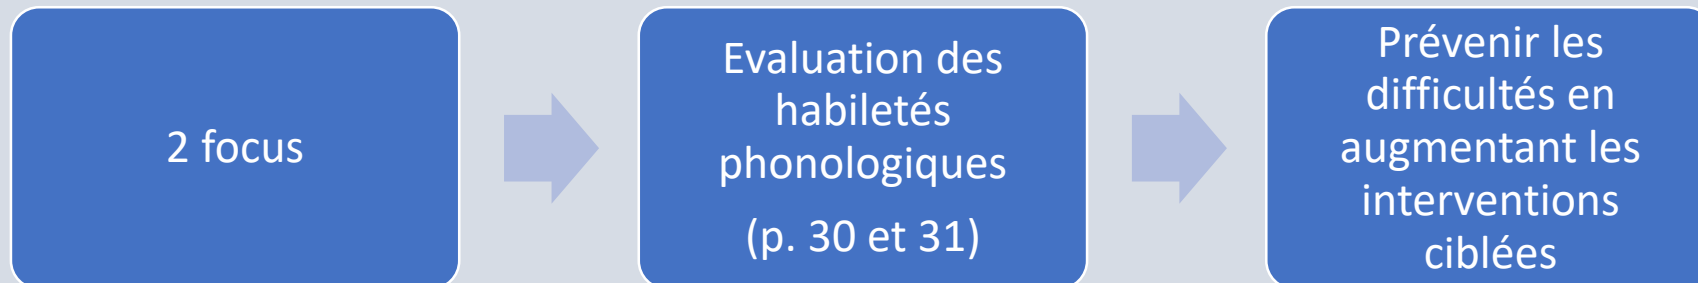 2 focus
Evaluation des
habiletés
phonologiques
(p. 30 et 31)
Prévenir les
difficultés en
augmentant les
interventions
ciblées